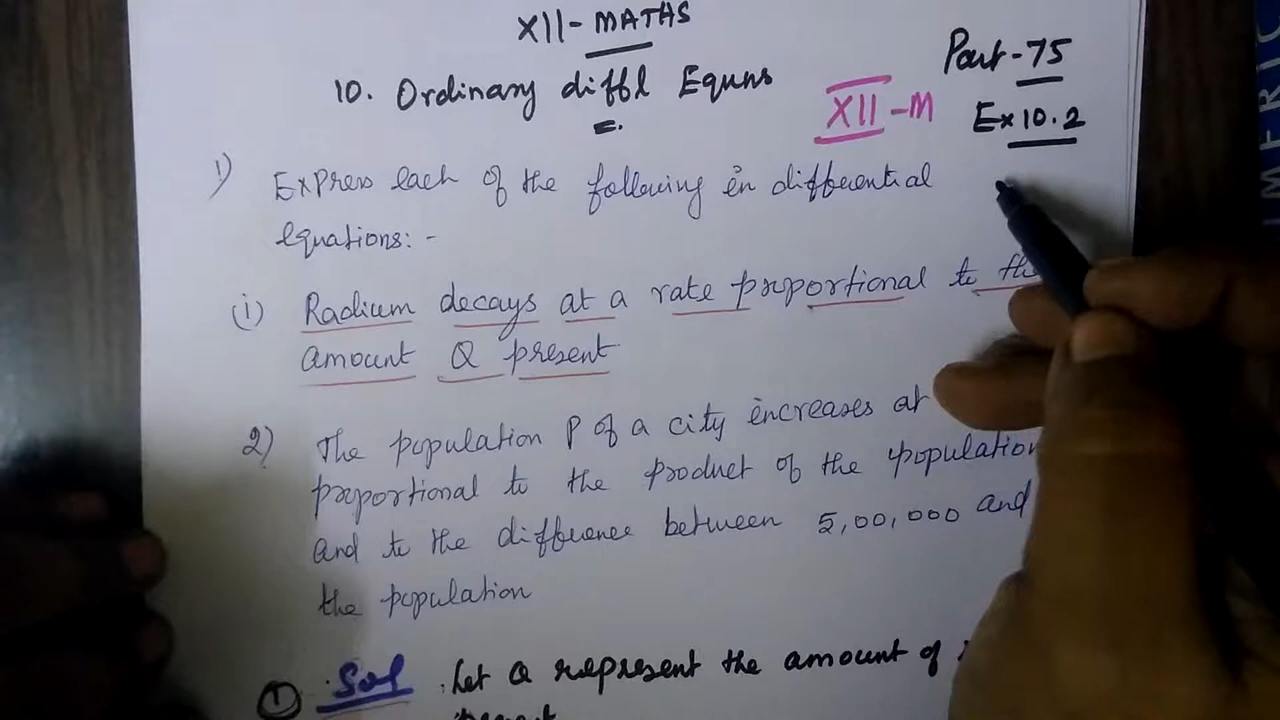 XII - MATHS
10. Ordinary diffl Equns
XII - M
Part - 75
Ex 10.2
1) Express each of the following in differential
equations: -
(i) Radium decays at a rate proportional to the
amount Q present
2) The population P of a city increases at
proportional to the product of the population
and to the difference between 5,00,000 and
the population
① Sol Let Q represent the amount of
present
MERIC